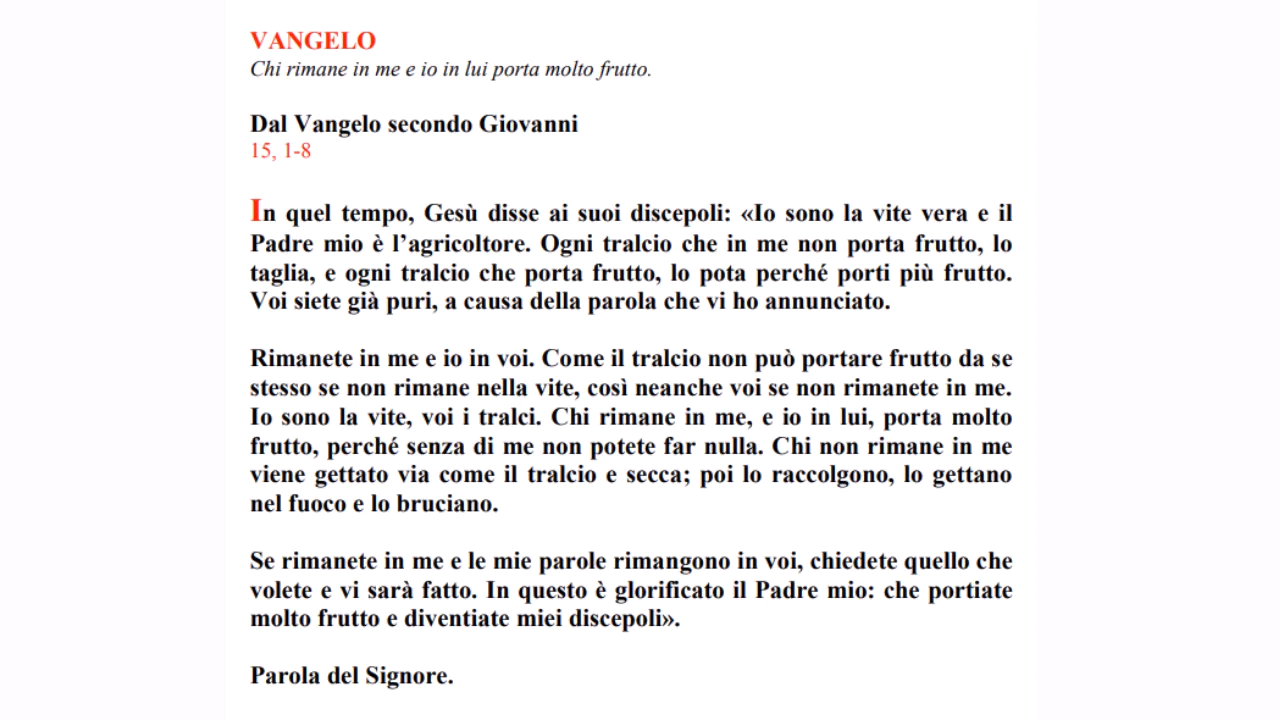 VANGELO
Chi rimane in me e io in lui porta molto frutto.
Dal Vangelo secondo Giovanni
15, 1-8
In quel tempo, Gesù disse ai suoi discepoli: «Io sono la vite vera e il
Padre mio è l’agricoltore. Ogni tralcio che in me non porta frutto, lo
taglia, e ogni tralcio che porta frutto, lo pota perché porti più frutto.
Voi siete già puri, a causa della parola che vi ho annunciato.
Rimanete in me e io in voi. Come il tralcio non può portare frutto da se
stesso se non rimane nella vite, così neanche voi se non rimanete in me.
Io sono la vite, voi i tralci. Chi rimane in me, e io in lui, porta molto
frutto, perché senza di me non potete far nulla. Chi non rimane in me
viene gettato via come il tralcio e secca; poi lo raccolgono, lo gettano
nel fuoco e lo bruciano.
Se rimanete in me e le mie parole rimangono in voi, chiedete quello che
volete e vi sarà fatto. In questo è glorificato il Padre mio: che portiate
molto frutto e diventiate miei discepoli».
Parola del Signore.